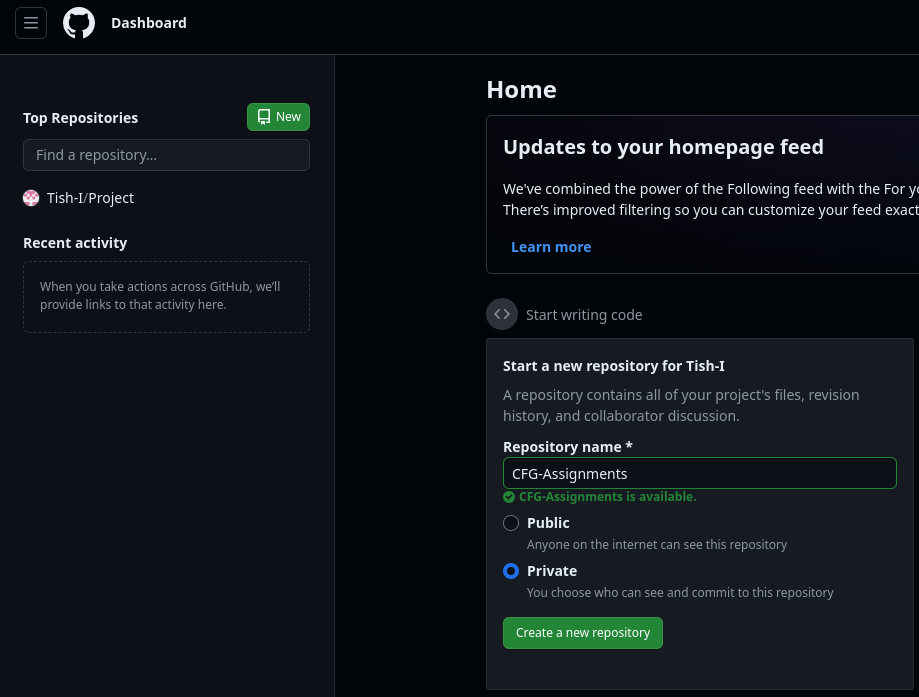 Dashboard
Top Repositories
New
Find a repository...
Tish-I/Project
Recent activity
When you take actions across GitHub, we'll
provide links to that activity here.
Home
Updates to your homepage feed
We've combined the power of the Following feed with the For
There's improved filtering so you can customize your feed
Learn more
Start writing code
Start a new repository for Tish-I
A repository contains all of your project's files, revision
history, and collaborator discussion.
Repository name *
CFG-Assignments
CFG-Assignments is available.
Public
Anyone on the internet can see this repository
Private
You choose who can see and commit to this repository
Create a new repository